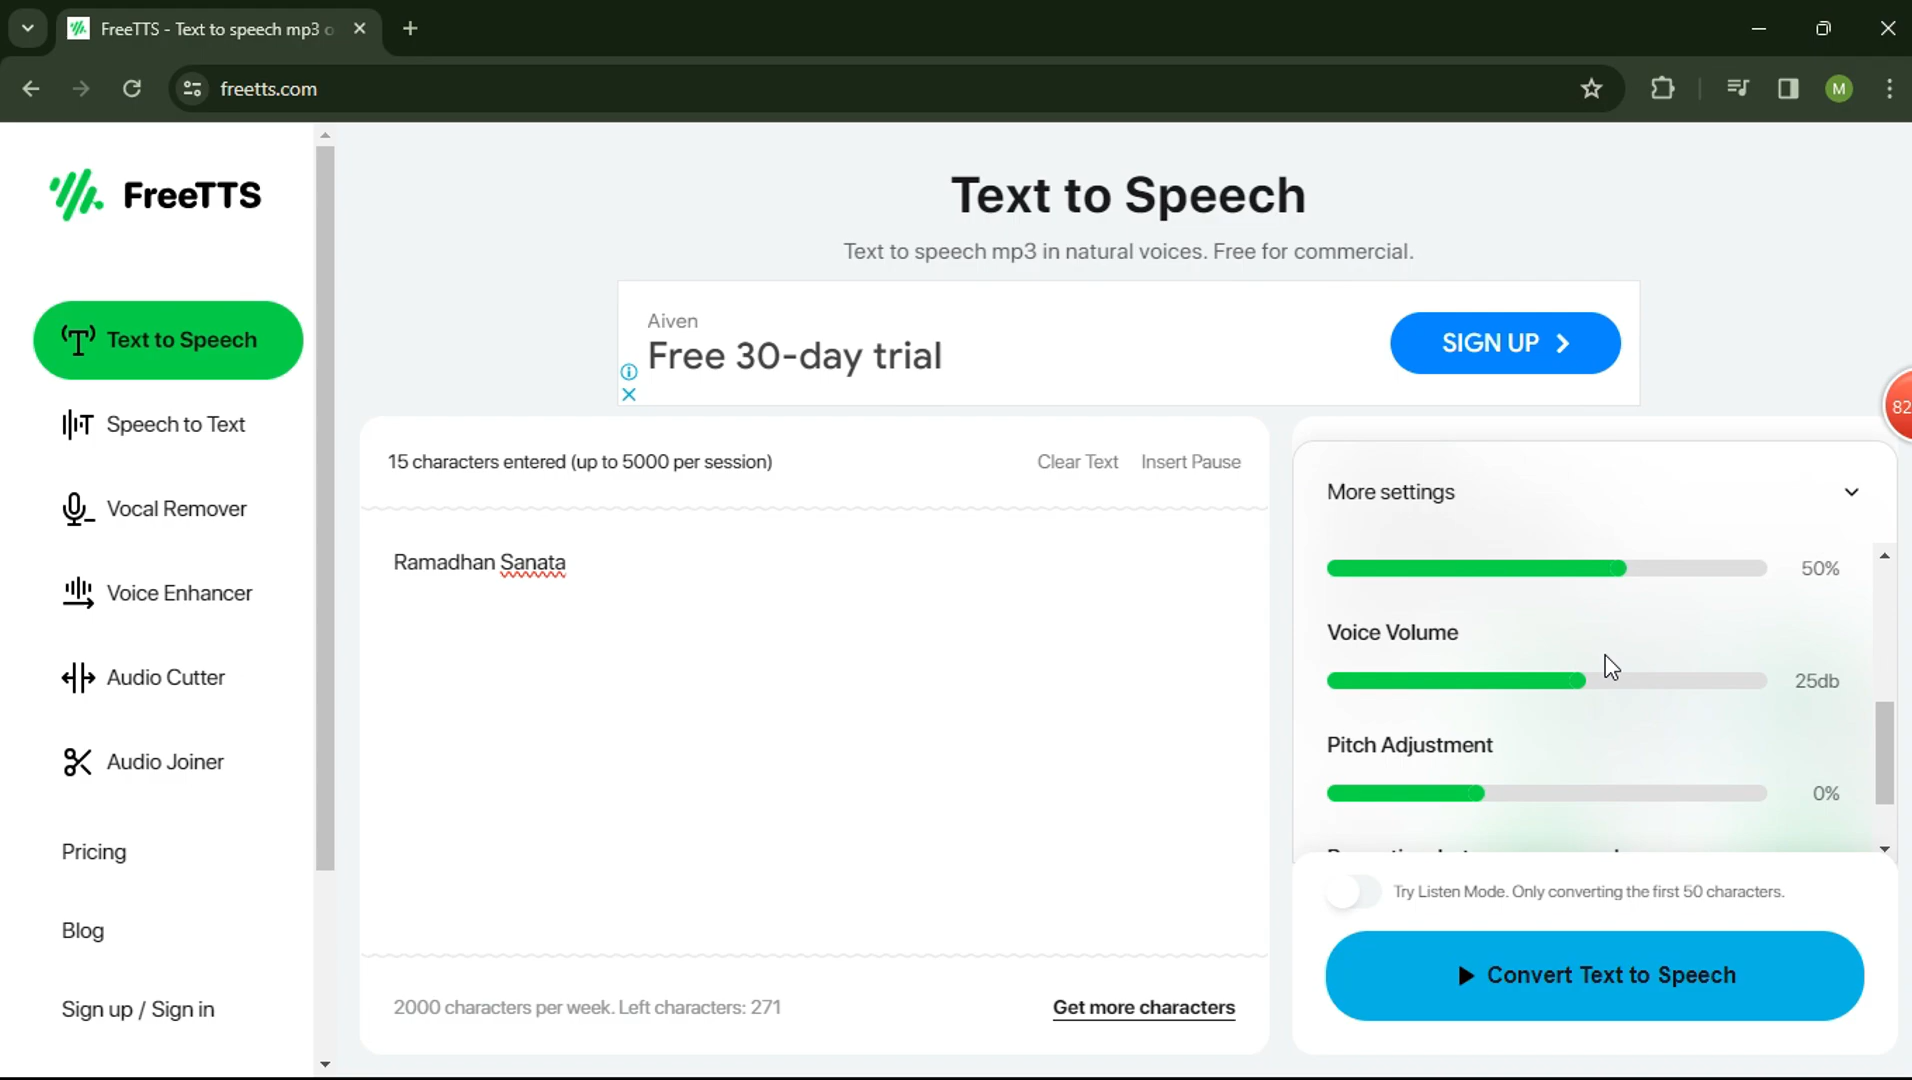 FreeTTS - Text to speech mp3 o
freetts.com
M
FreeTTS
Text to Speech
Speech to Text
Vocal Remover
Voice Enhancer
Audio Cutter
Audio Joiner
Pricing
Blog
Sign up / Sign in
Text to Speech
Text to speech mp3 in natural voices. Free for commercial.
Aiven
Free 30-day trial
SIGN UP
82
15 characters entered (up to 5000 per session)
Clear Text
Insert Pause
Ramadhan Sanata
2000 characters per week. Left characters: 271
Get more characters
More settings
50%
Voice Volume
25db
Pitch Adjustment
0%
Try Listen Mode. Only converting the first 50 characters.
Convert Text to Speech